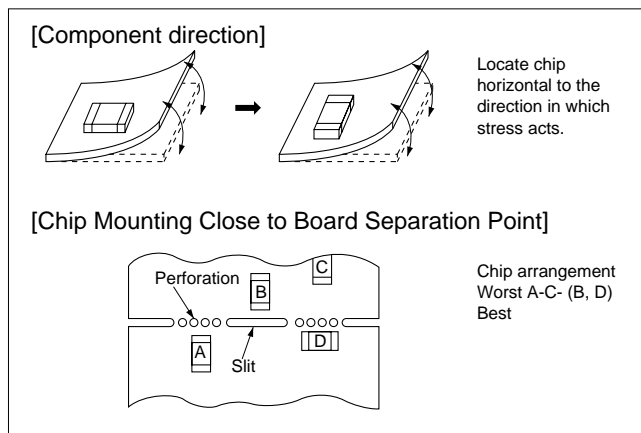 [Component direction]
Locate chip
horizontal to the
direction in which
stress acts.
[Chip Mounting Close to Board Separation Point]
Perforation
C
B
A
D
Slit
Chip arrangement
Worst A-C- (B, D)
Best